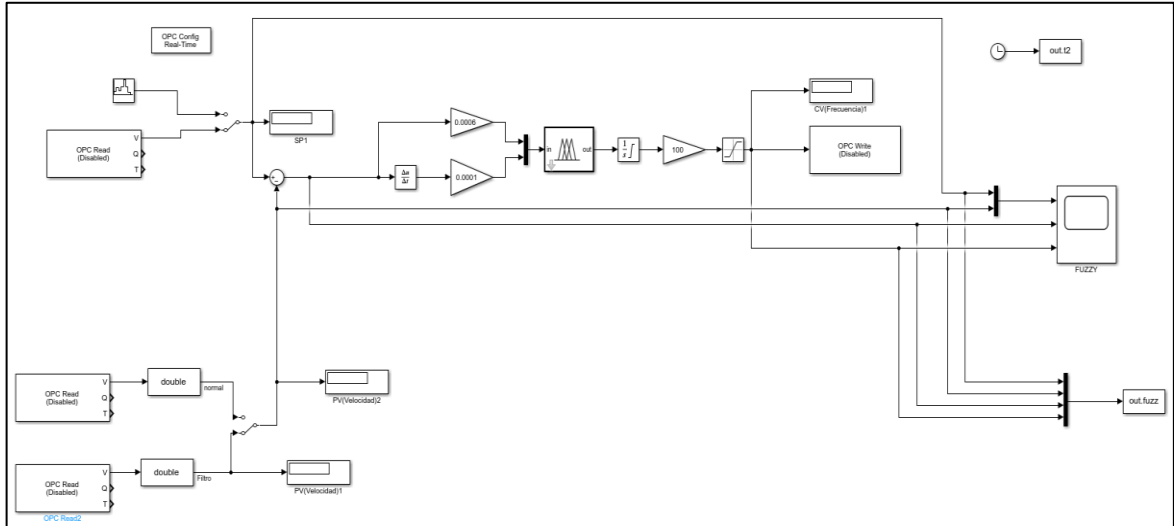 OPC Config
Real-Time
out.t2
CV(Frecuencia)1
0.0006
SP1
V
OPC Read
(Disabled)
Q
T
in
out
1
s
100
OPC Write
(Disabled)
+
-
Δu
Δt
0.0001
FUZZY
V
OPC Read
(Disabled)
Q
T
double
normal
PV(Velocidad)2
out.fuzz
V
OPC Read
(Disabled)
Q
T
double
Filtro
PV(Velocidad)1
OPC Read2